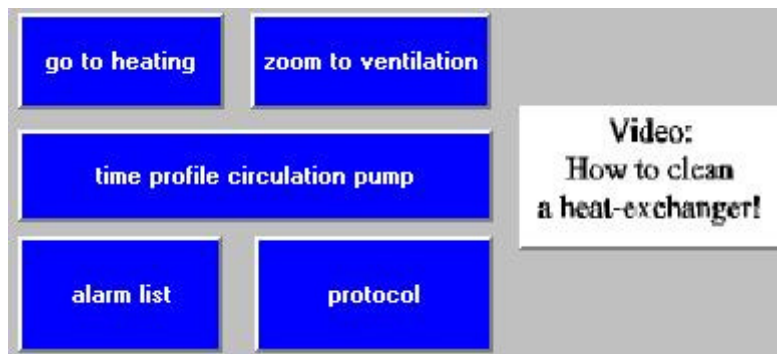 go to heating
zoom to ventilation
time profile circulation pump
Video:
How to clean
a heat-exchanger!
alarm list
protocol